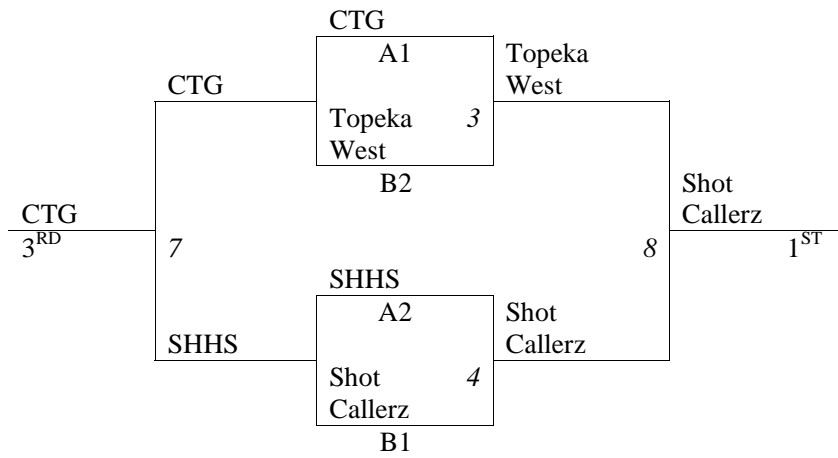 CTG
A1
Topeka
West
CTG
Topeka
West
3
B2
Shot
Callerz
CTG
3RD
7
8
1ST
SHHS
A2
Shot
Callerz
SHHS
Shot
Callerz
4
B1